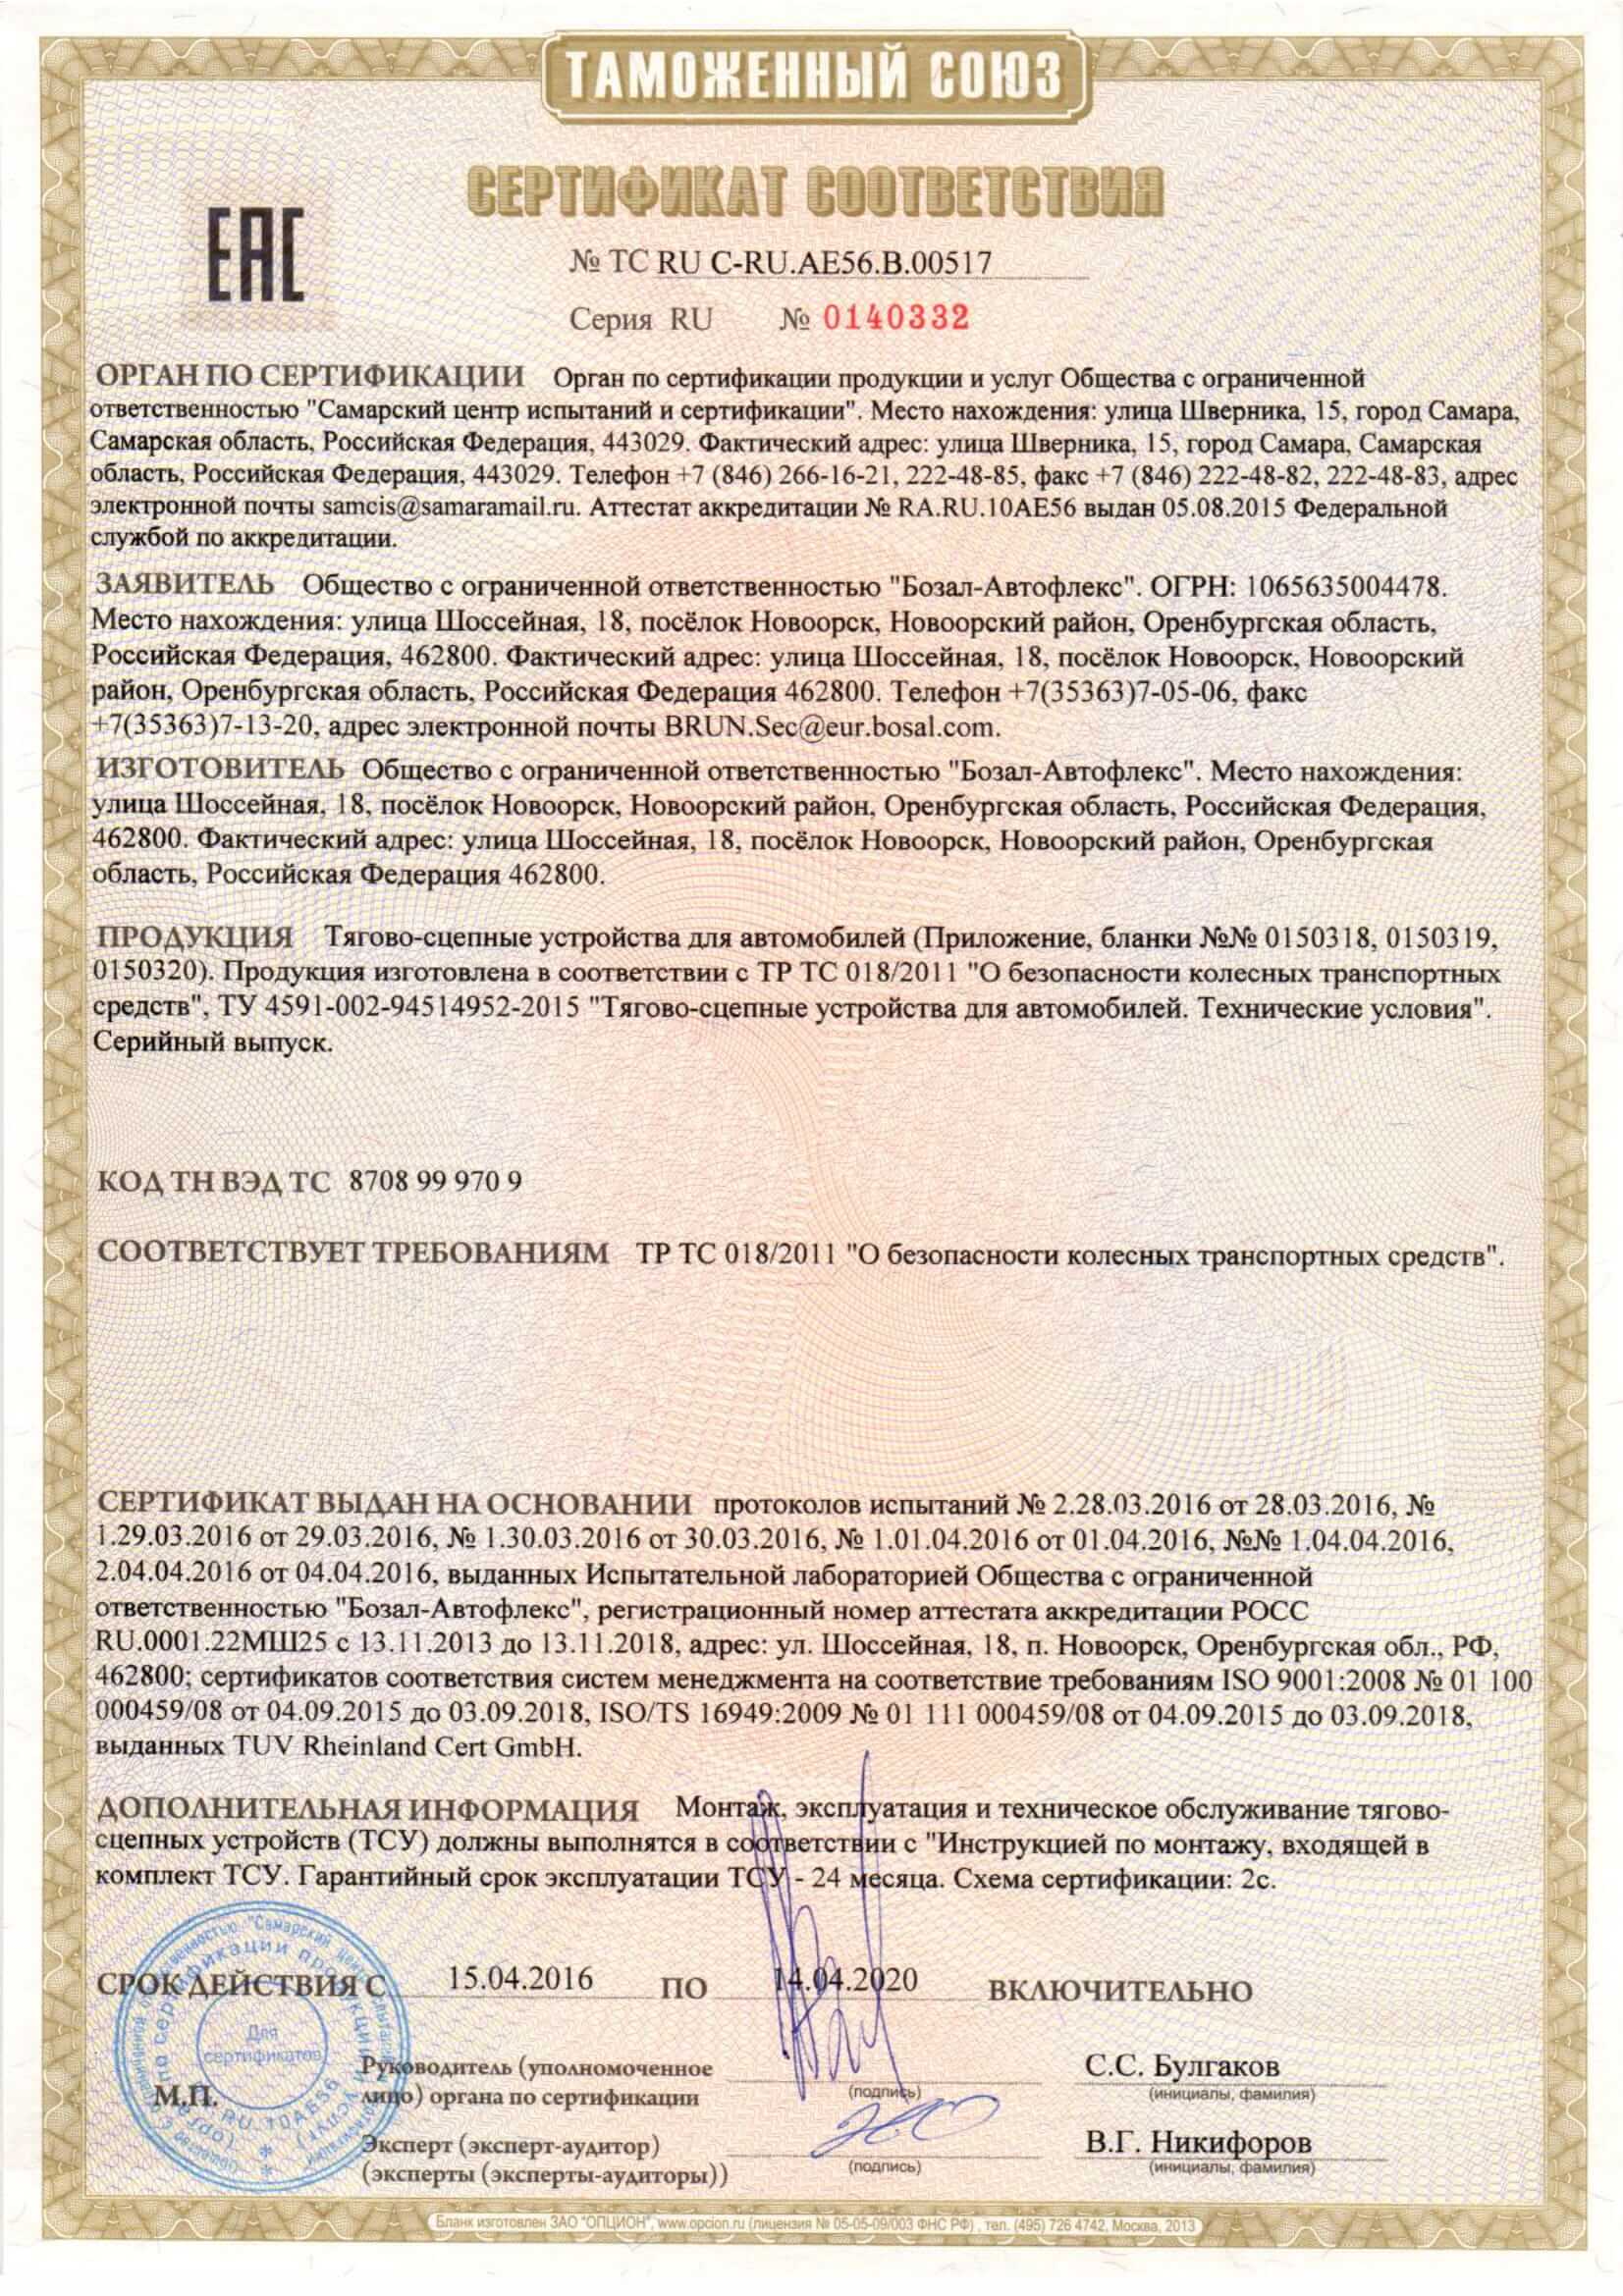 ТАМОЖЕННЫЙ СОЮЗ
СЕРТИФИКАТ СООТВЕТСТВИЯ
ЕАС
№ ТС RU С-RU.АЕ56.В.00517
Серия RU № 0140332
ОРГАН ПО СЕРТИФИКАЦИИ Орган по сертификации продукции и услуг Общества с ограниченной
ответственностью "Самарский центр испытаний и сертификации". Место нахождения: улица Шверника, 15, город Самара,
Самарская область, Российская Федерация, 443029. Фактический адрес: улица Шверника, 15, город Самара, Самарская
область, Российская Федерация, 443029. Телефон +7 (846) 266-16-21, 222-48-85, факс +7 (846) 222-48-82, 222-48-83, адрес
электронной почты samcis@samaramail.ru. Аттестат аккредитации № RA.RU.10АЕ56 выдан 05.08.2015 Федеральной
службой по аккредитации.
ЗАЯВИТЕЛЬ Общество с ограниченной ответственностью "Бозал-Автофлекс". ОГРН: 1065635004478.
Место нахождения: улица Шоссейная, 18, посёлок Новоорск, Новоорский район, Оренбургская область,
Российская Федерация, 462800. Фактический адрес: улица Шоссейная, 18, посёлок Новоорск, Новоорский
район, Оренбургская область, Российская Федерация 462800. Телефон +7(35363)7-05-06, факс
+7(35363)7-13-20, адрес электронной почты BRUN.Sec@eur.bosal.com.
ИЗГОТОВИТЕЛЬ Общество с ограниченной ответственностью "Бозал-Автофлекс". Место нахождения:
улица Шоссейная, 18, посёлок Новоорск, Новоорский район, Оренбургская область, Российская Федерация,
462800. Фактический адрес: улица Шоссейная, 18, посёлок Новоорск, Новоорский район, Оренбургская
область, Российская Федерация 462800.
ПРОДУКЦИЯ Тягово-сцепные устройства для автомобилей (Приложение, бланки №№ 0150318, 0150319,
0150320). Продукция изготовлена в соответствии с ТР ТС 018/2011 "О безопасности колесных транспортных
средств", ТУ 4591-002-94514952-2015 "Тягово-сцепные устройства для автомобилей. Технические условия".
Серийный выпуск.
КОД ТН ВЭД ТС 8708 99 970 9
СООТВЕТСТВУЕТ ТРЕБОВАНИЯМ ТР ТС 018/2011 "О безопасности колесных транспортных средств".
СЕРТИФИКАТ ВЫДАН НА ОСНОВАНИИ протоколов испытаний № 2.28.03.2016 от 28.03.2016, №
1.29.03.2016 от 29.03.2016, № 1.30.03.2016 от 30.03.2016, № 1.01.04.2016 от 01.04.2016, №№ 1.04.04.2016,
2.04.04.2016 от 04.04.2016, выданных Испытательной лабораторией Общества с ограниченной
ответственностью "Бозал-Автофлекс", регистрационный номер аттестата аккредитации РОСС
RU.0001.22МШ25 с 13.11.2013 до 13.11.2018, адрес: ул. Шоссейная, 18, п. Новоорск, Оренбургская обл., РФ,
462800; сертификатов соответствия систем менеджмента на соответствие требованиям ISO 9001:2008 № 01 100
000459/08 от 04.09.2015 до 03.09.2018, ISO/TS 16949:2009 № 01 111 000459/08 от 04.09.2015 до 03.09.2018,
выданных TUV Rheinland Cert GmbH.
ДОПОЛНИТЕЛЬНАЯ ИНФОРМАЦИЯ Монтаж, эксплуатация и техническое обслуживание тягово-
сцепных устройств (ТСУ) должны выполнятся в соответствии с "Инструкцией по монтажу, входящей в
комплект ТСУ. Гарантийный срок эксплуатации ТСУ - 24 месяца. Схема сертификации: 2с.
СРОК ДЕЙСТВИЯ С 15.04.2016 ПО 14.04.2020 ВКЛЮЧИТЕЛЬНО
Для
сертификатов
М.П.
Руководитель (уполномоченное
лицо) органа по сертификации
(подпись)
С.С. Булгаков
(инициалы, фамилия)
Эксперт (эксперт-аудитор)
(эксперты (эксперты-аудиторы))
(подпись)
В.Г. Никифоров
(инициалы, фамилия)
Бланк изготовлен ЗАО "ОПЦИОН", www.opcion.ru (лицензия № 05-05-09/003 ФНС РФ), тел. (495) 726 4742, Москва, 2013